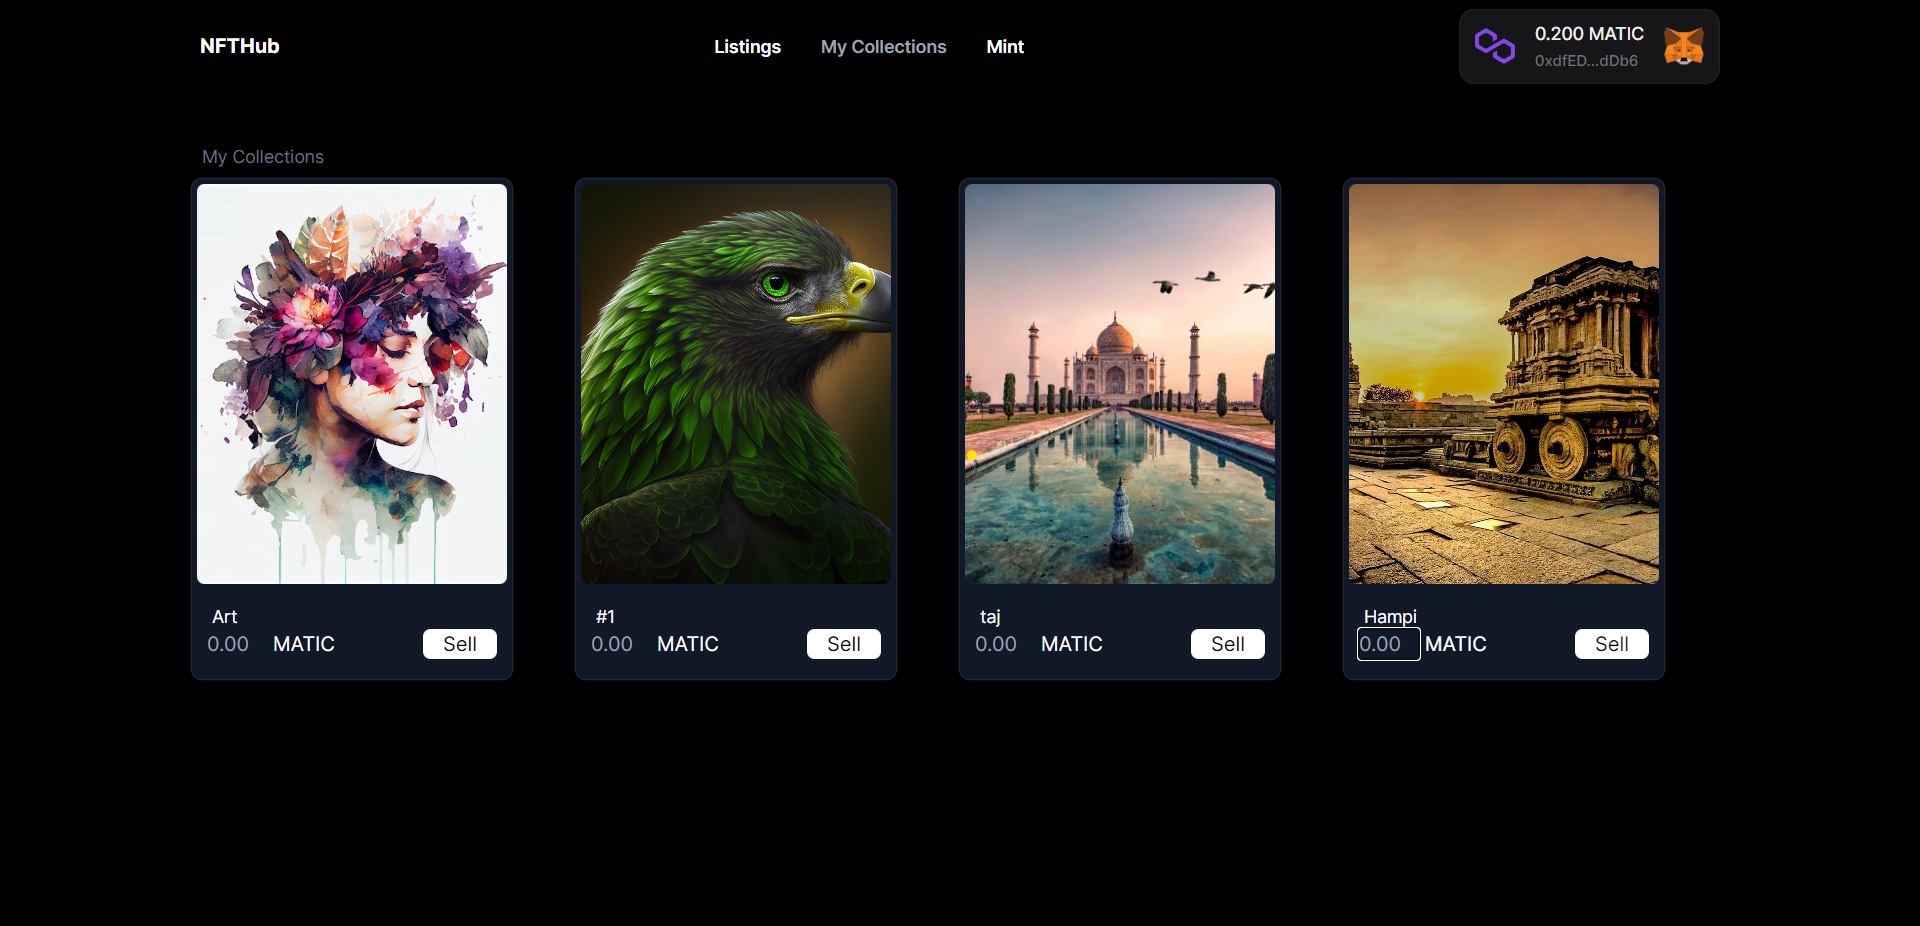 NFTHub
Listings
My Collections
Mint
0.200 MATIC
0xdfED...dDb6
My Collections
Art
0.00 MATIC
Sell
#1
0.00 MATIC
Sell
taj
0.00 MATIC
Sell
Hampi
0.00 MATIC
Sell